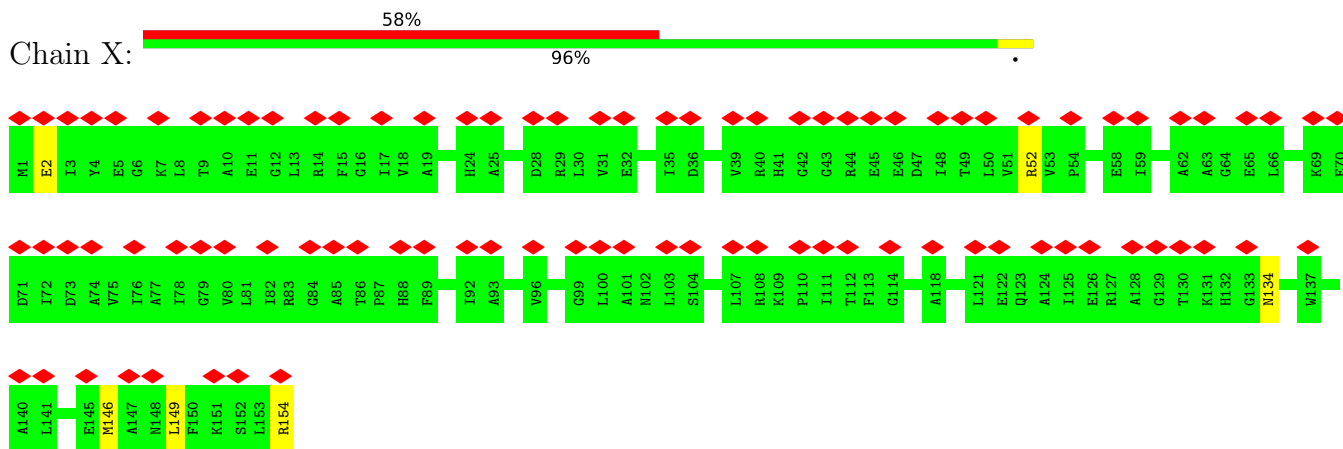 58%
Chain X:
96%
.
M1 E2 I3 Y4 E5 G6 K7 L8 T9 A10 E11 G12 L13 R14 F15 G16 I17 V18 A19 H24 A25 D28 R29 L30 V31 E32 I35 D36 V39 R40 H41 G42 G43 R44 E45 E46 D47 I48 T49 L50 V51 R52 V53 P54 E58 I59 A62 A63 G64 E65 L66 K69 E70
D71 I72 D73 A74 V75 I76 A77 I78 G79 V80 L81 I82 R83 G84 A85 T86 P87 H88 F89 I92 A93 V96 G99 L100 A101 N102 L103 S104 L107 R108 K109 P110 I111 T112 F113 G114 A118 L121 E122 Q123 A124 I125 E126 R127 A128 G129 T130 K131 H132 G133 N134 W137
A140 L141 E145 M146 A147 N148 L149 F150 K151 S152 L153 R154